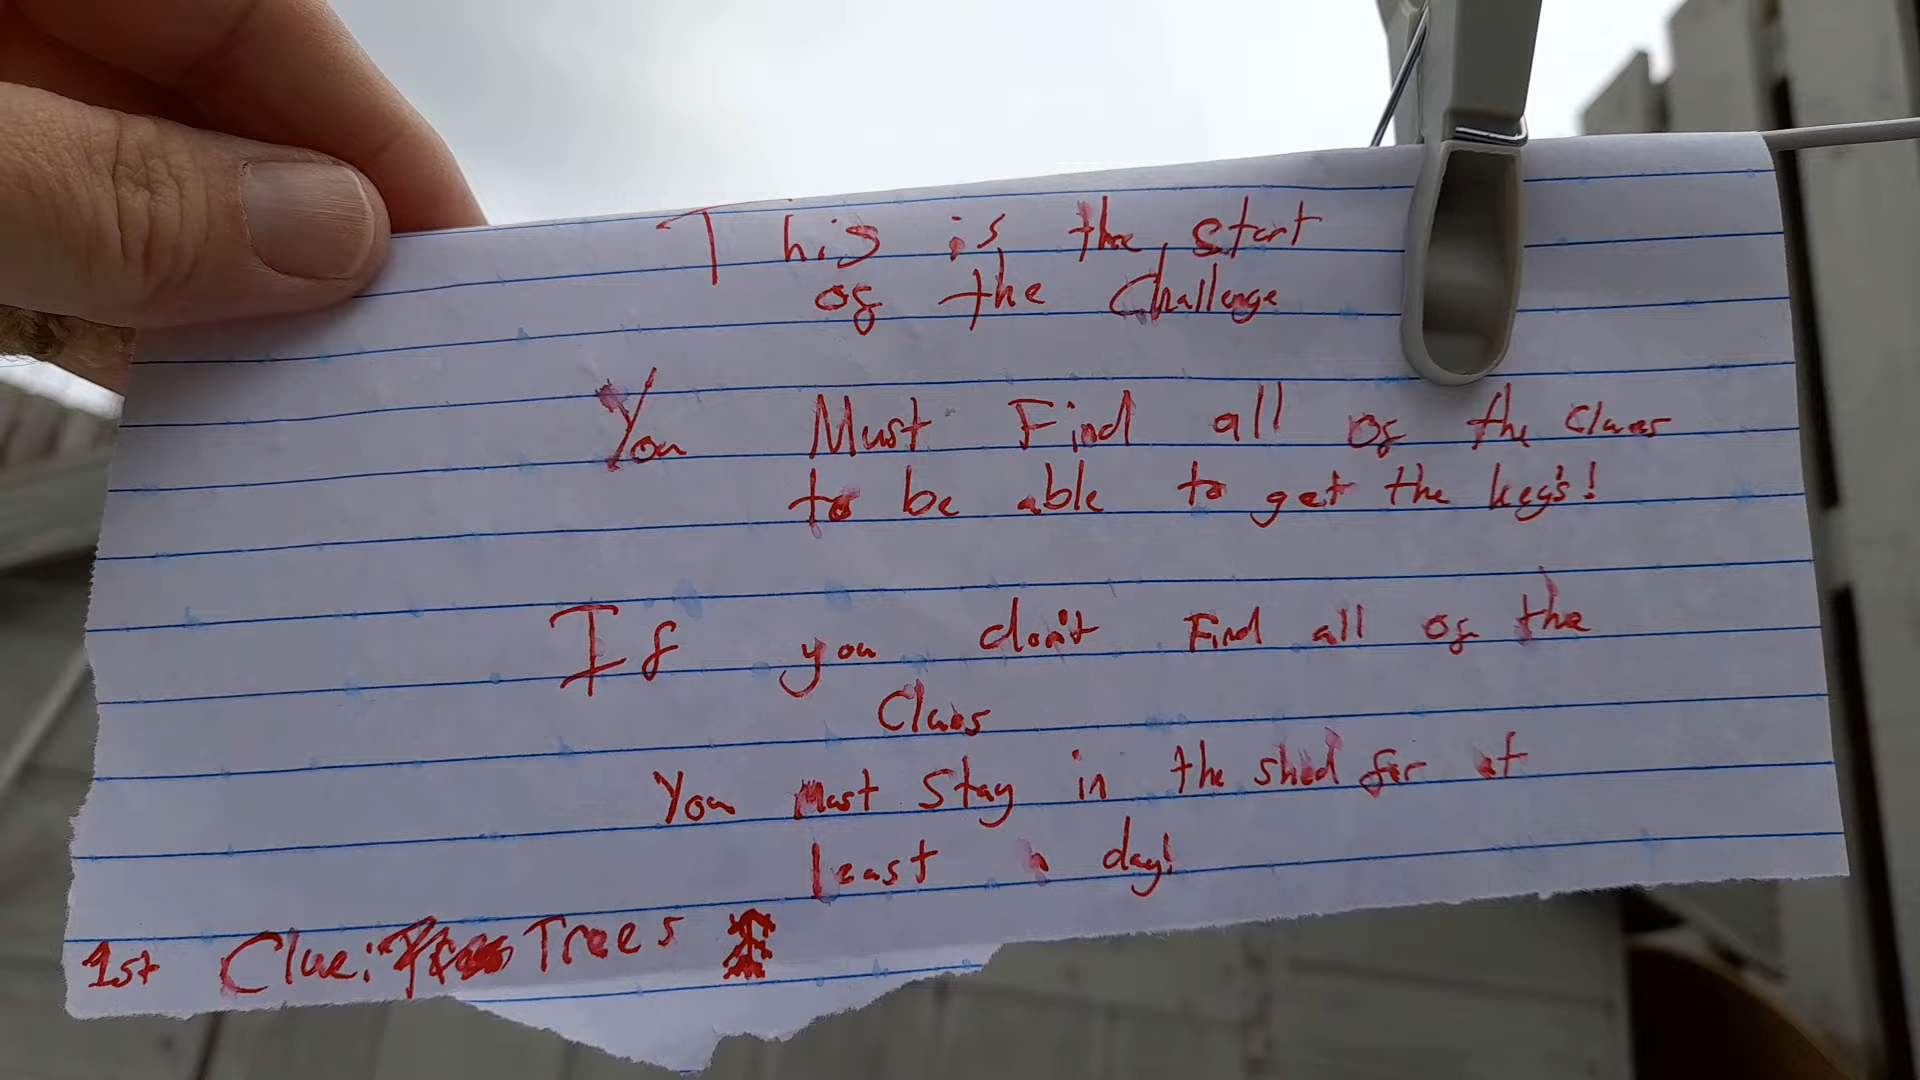 This is the start
of the Challenge
You Must Find all of the Clues
to be able to get the key's!
If you don't Find all of the
Clues
You must stay in the shed for at
least a day!
1st Clue: Trees